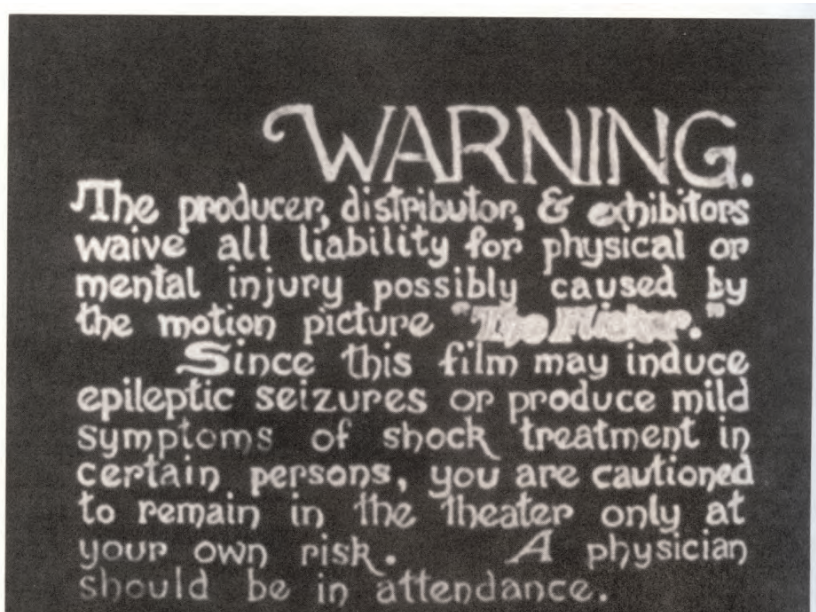 WARNING.
The producer, distributor, & exhibitors
waive all liability for physical or
mental injury possibly caused by
the motion picture "The Flicker."
Since this film may induce
epileptic seizures or produce mild
symptoms of shock treatment in
certain persons, you are cautioned
to remain in the theater only at
your own risk. A physician
should be in attendance.